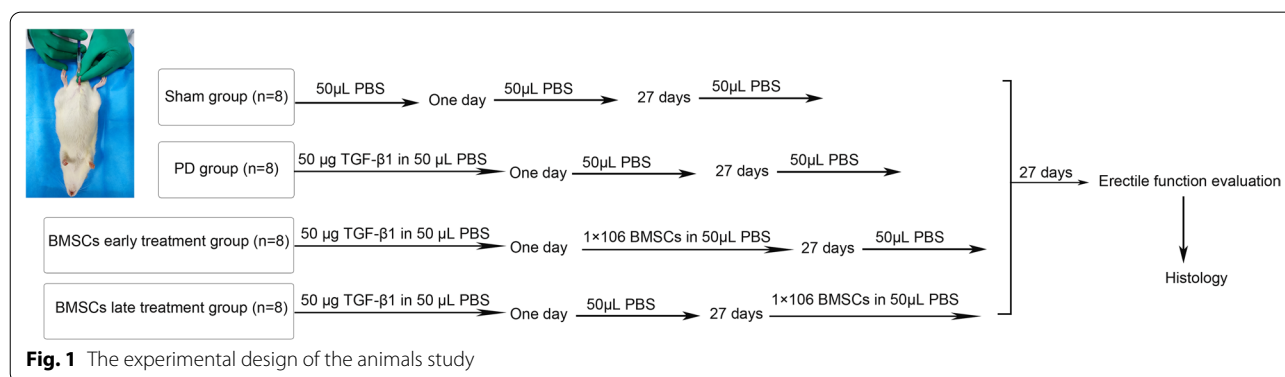 Sham group (n=8) 50µL PBS One day 50µL PBS 27 days 50µL PBS
PD group (n=8) 50 µg TGF-β1 in 50 µL PBS One day 50µL PBS 27 days 50µL PBS
BMSCs early treatment group (n=8) 50 µg TGF-β1 in 50 µL PBS One day 1×106 BMSCs in 50µL PBS 27 days 50µL PBS
BMSCs late treatment group (n=8) 50 µg TGF-β1 in 50 µL PBS One day 50µL PBS 27 days 1×106 BMSCs in 50µL PBS
27 days Erectile function evaluation
Histology
Fig. 1 The experimental design of the animals study